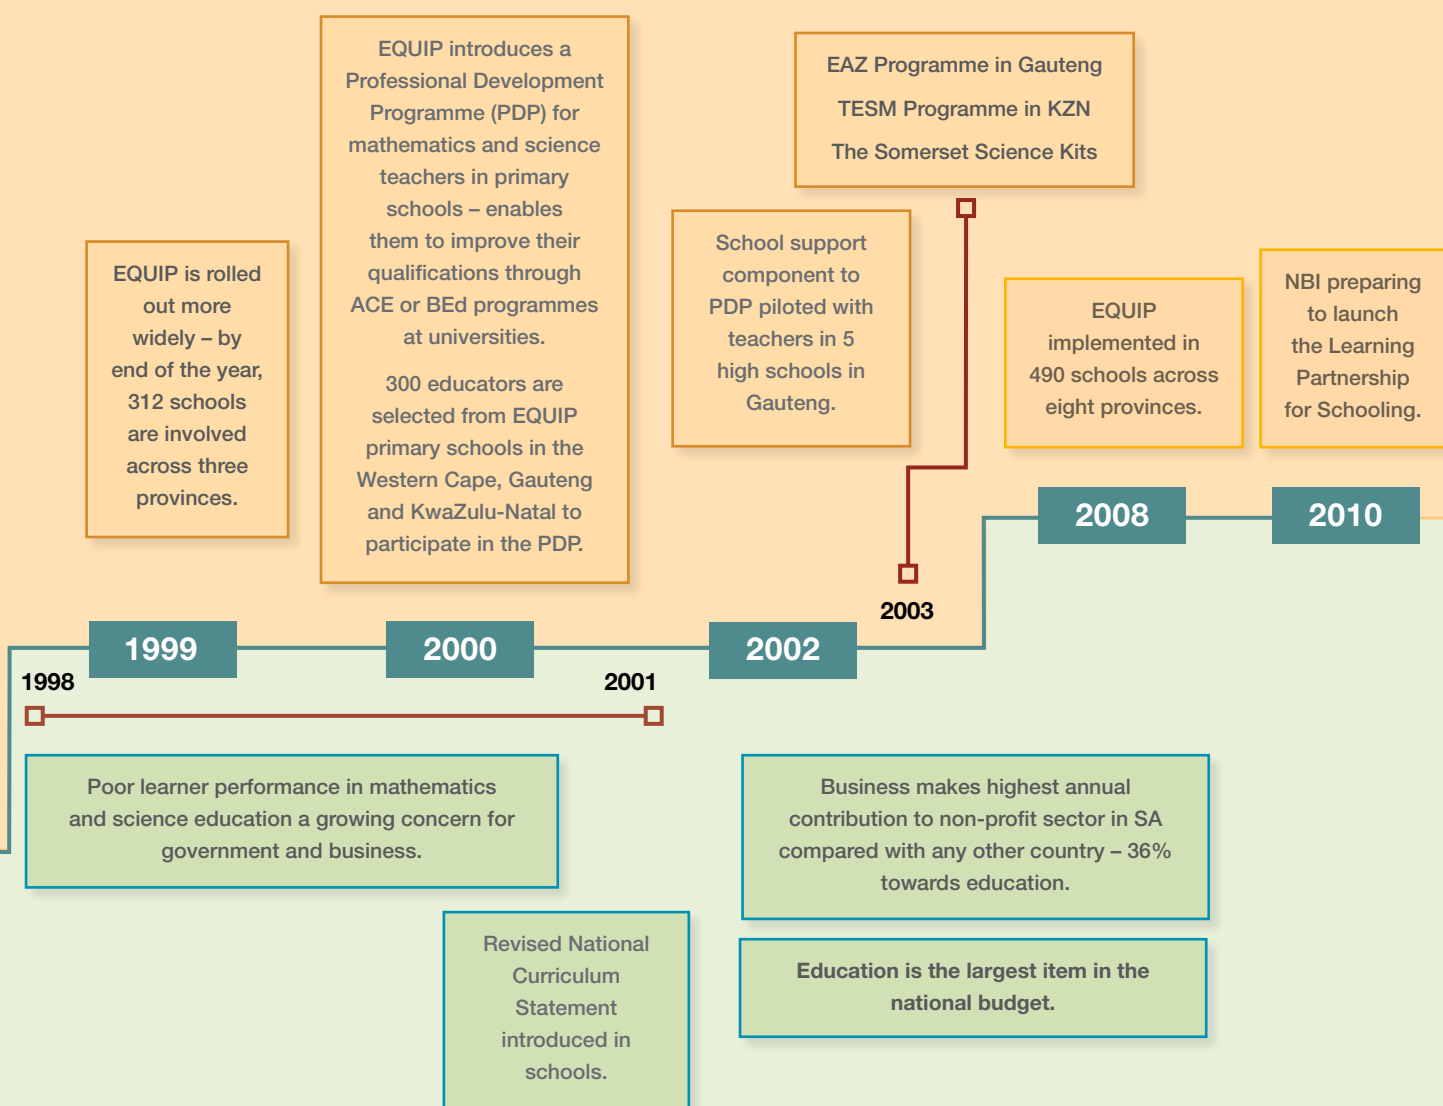 EQUIP is rolled
out more
widely – by
end of the year,
312 schools
are involved
across three
provinces.
EQUIP introduces a
Professional Development
Programme (PDP) for
mathematics and science
teachers in primary
schools – enables
them to improve their
qualifications through
ACE or BEd programmes
at universities.
300 educators are
selected from EQUIP
primary schools in the
Western Cape, Gauteng
and KwaZulu-Natal to
participate in the PDP.
School support
component to
PDP piloted with
teachers in 5
high schools in
Gauteng.
EAZ Programme in Gauteng
TESM Programme in KZN
The Somerset Science Kits
EQUIP
implemented in
490 schools across
eight provinces.
NBI preparing
to launch
the Learning
Partnership
for Schooling.
2008
2010
2003
1999
2000
2002
1998
2001
Poor learner performance in mathematics
and science education a growing concern for
government and business.
Revised National
Curriculum
Statement
introduced in
schools.
Business makes highest annual
contribution to non-profit sector in SA
compared with any other country – 36%
towards education.
Education is the largest item in the
national budget.